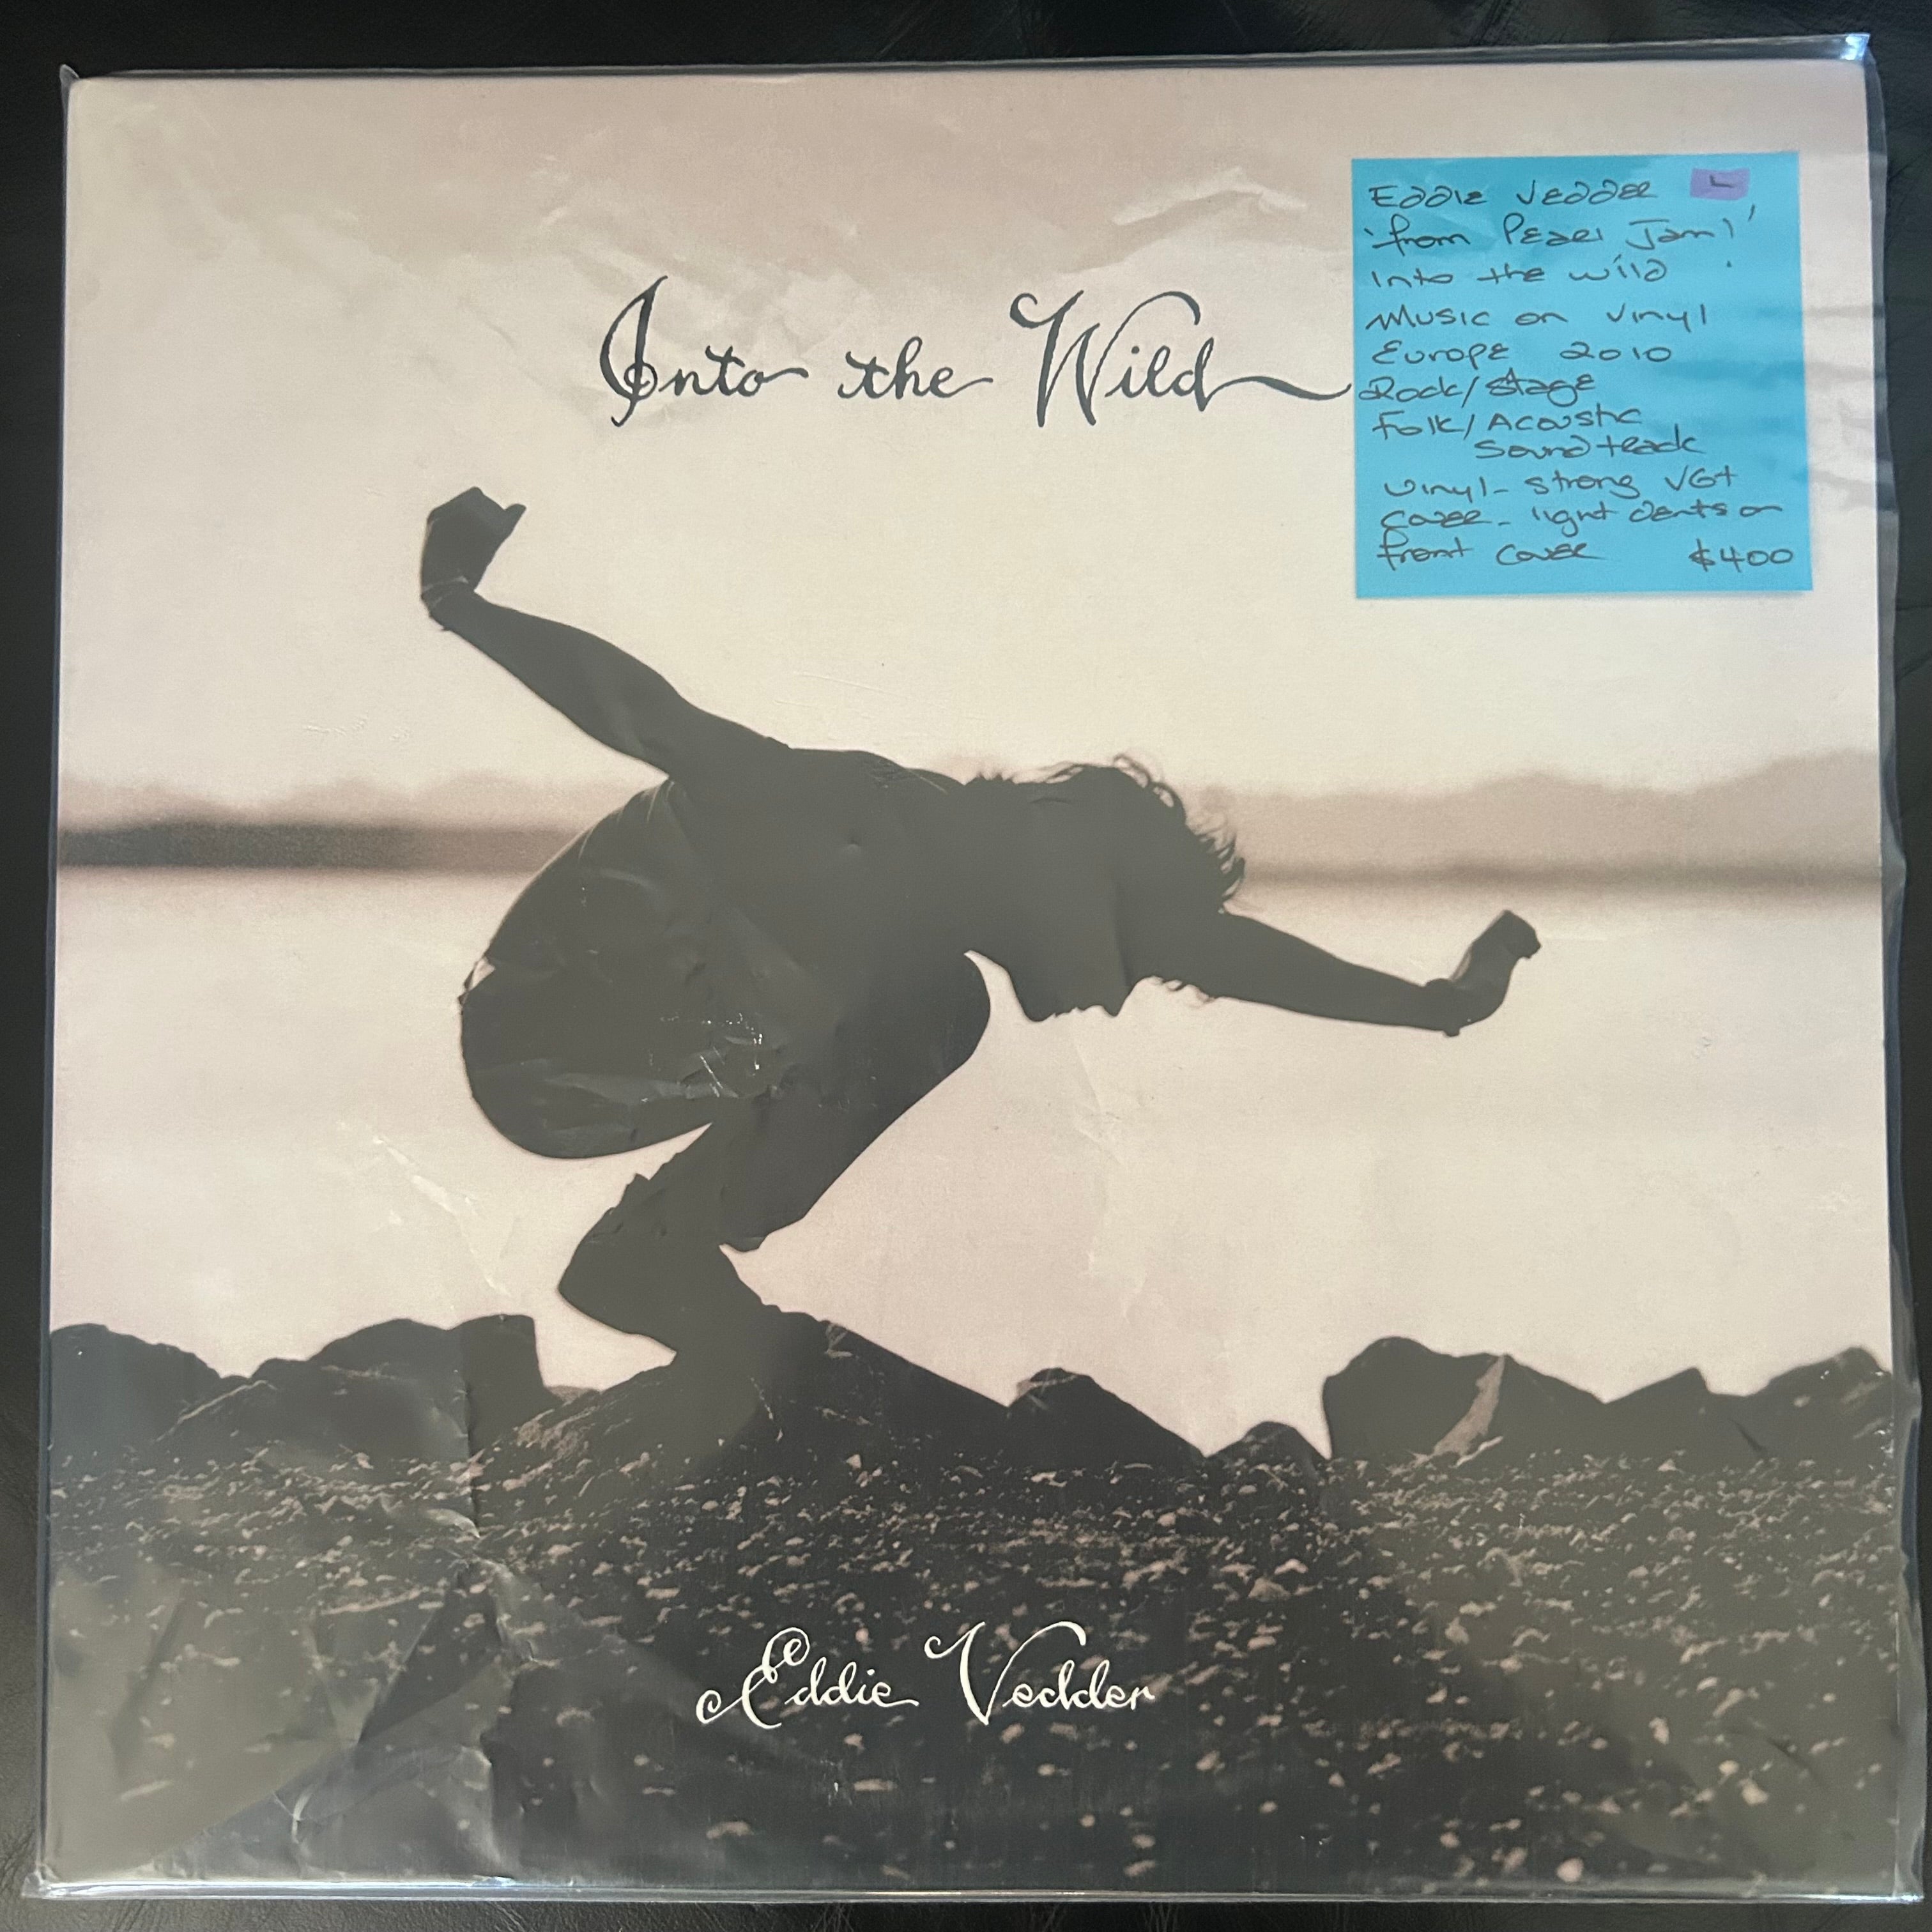 Into the Wild
Eddie Vedder L
'from Pearl Jam!'
Into the wild
Music on Vinyl
Europe 2010
Rock/Stage
Folk/Acoustic
Soundtrack
Vinyl - strong VG+
Cover - light dents on
front cover $400
Eddie Vedder